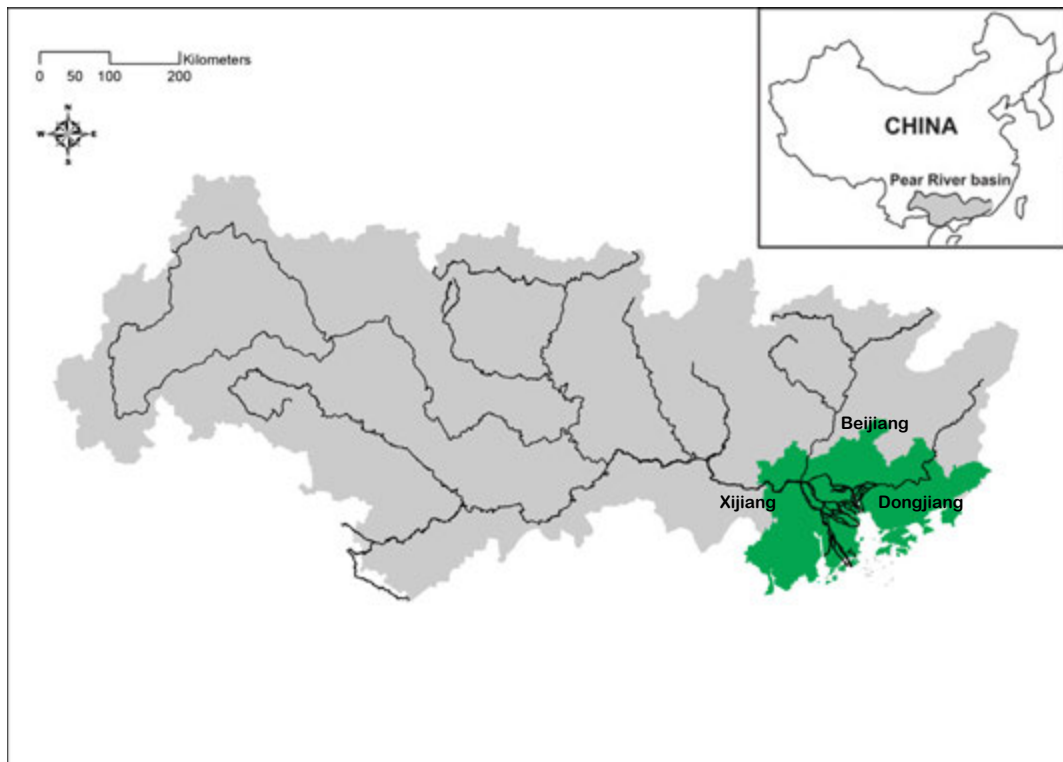 Kilometers
0 50 100 200
N
W E
S
CHINA
Pear River basin
Beijiang
Xijiang
Dongjiang